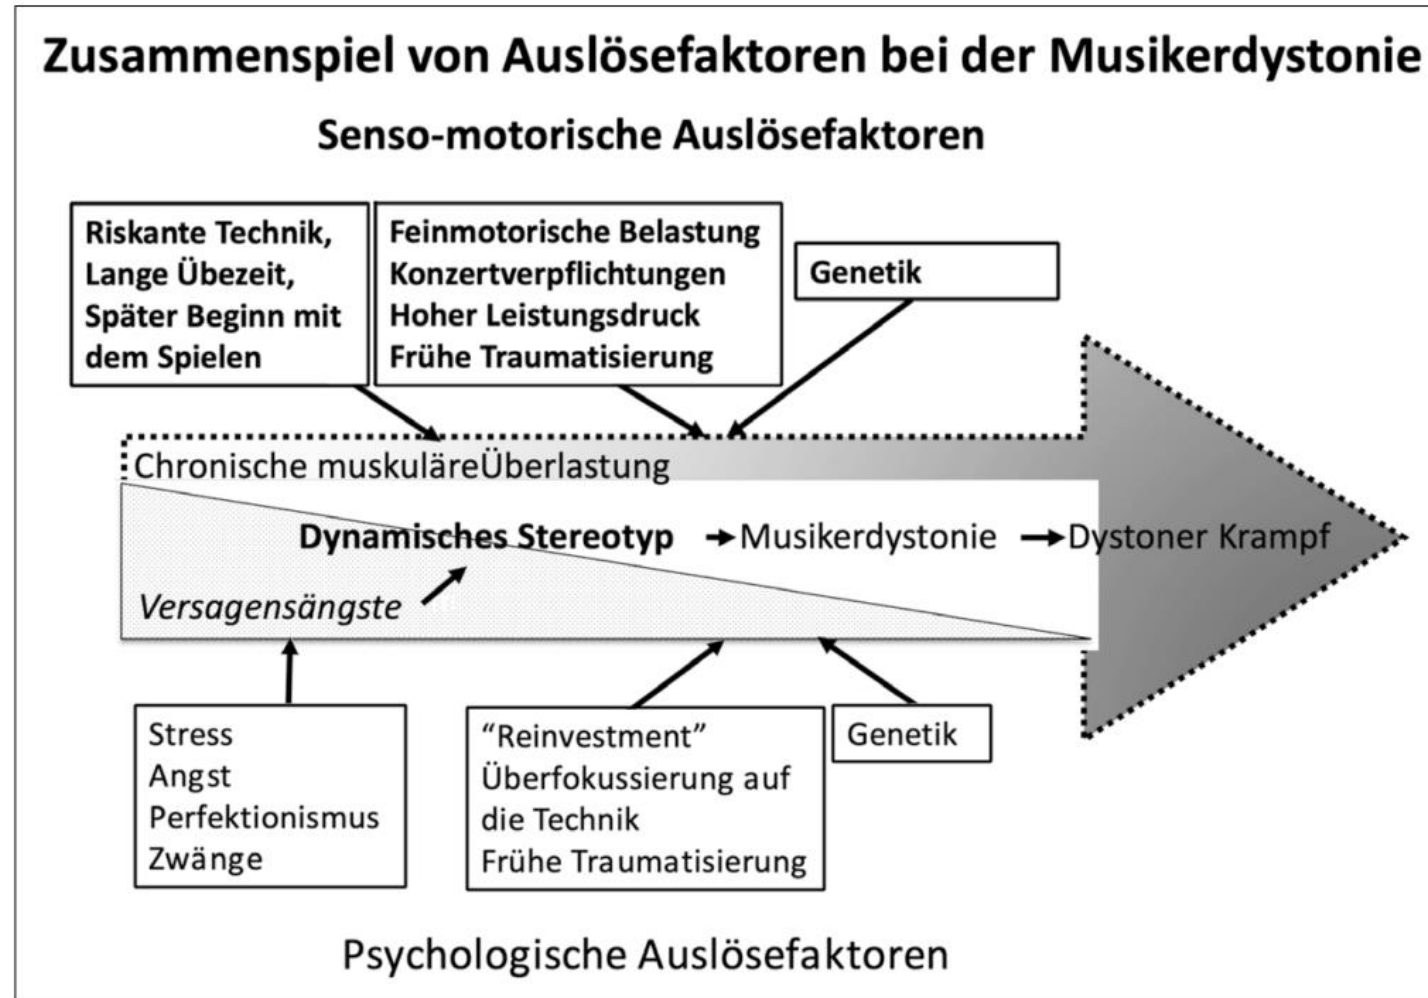 Zusammenspiel von Auslösefaktoren bei der Musikerdystonie
Senso-motorische Auslösefaktoren
Riskante Technik,
Lange Übezeit,
Später Beginn mit
dem Spielen
Feinmotorische Belastung
Konzertverpflichtungen
Hoher Leistungsdruck
Frühe Traumatisierung
Genetik
Chronische muskuläreÜberlastung
Dynamisches Stereotyp
Musikerdystonie
Dystoner Krampf
Versagensängste
Stress
Angst
Perfektionismus
Zwänge
“Reinvestment”
Überfokussierung auf
die Technik
Frühe Traumatisierung
Genetik
Psychologische Auslösefaktoren